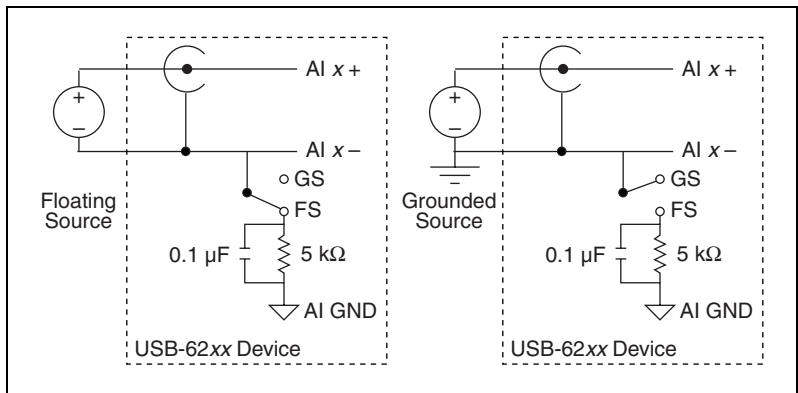 +
−
AI x+
AI x−
GS
FS
Floating
Source
0.1 µF
5 kΩ
AI GND
USB-62xx Device
+
−
AI x+
AI x−
GS
FS
Grounded
Source
0.1 µF
5 kΩ
AI GND
USB-62xx Device